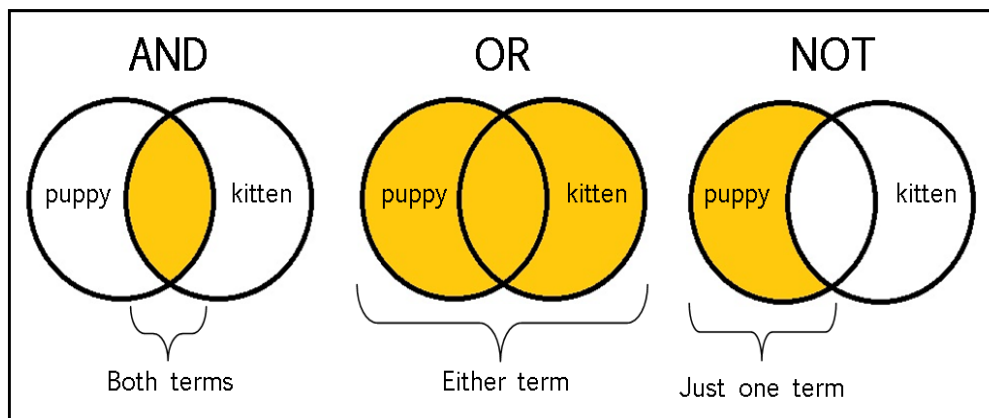 AND
OR
NOT
puppy
kitten
puppy
kitten
puppy
kitten
Both terms
Either term
Just one term